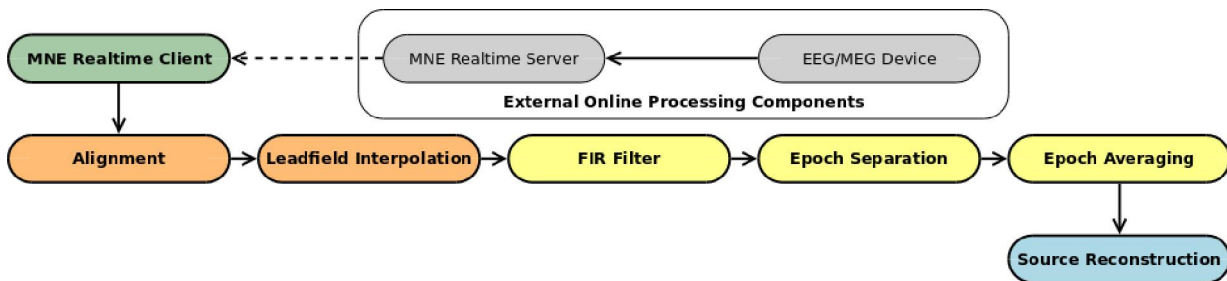 MNE Realtime Client
MNE Realtime Server
EEG/MEG Device
External Online Processing Components
Alignment
Leadfield Interpolation
FIR Filter
Epoch Separation
Epoch Averaging
Source Reconstruction